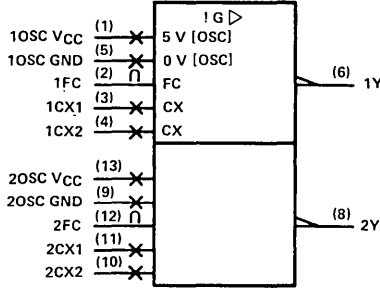 !G▷
1OSC VCC (1) 5 V [OSC]
1OSC GND (5) 0 V [OSC]
1FC (2) ∩ FC (6) 1Y
1CX1 (3) CX
1CX2 (4) CX
2OSC VCC (13)
2OSC GND (9)
2FC (12) ∩ (8) 2Y
2CX1 (11)
2CX2 (10)